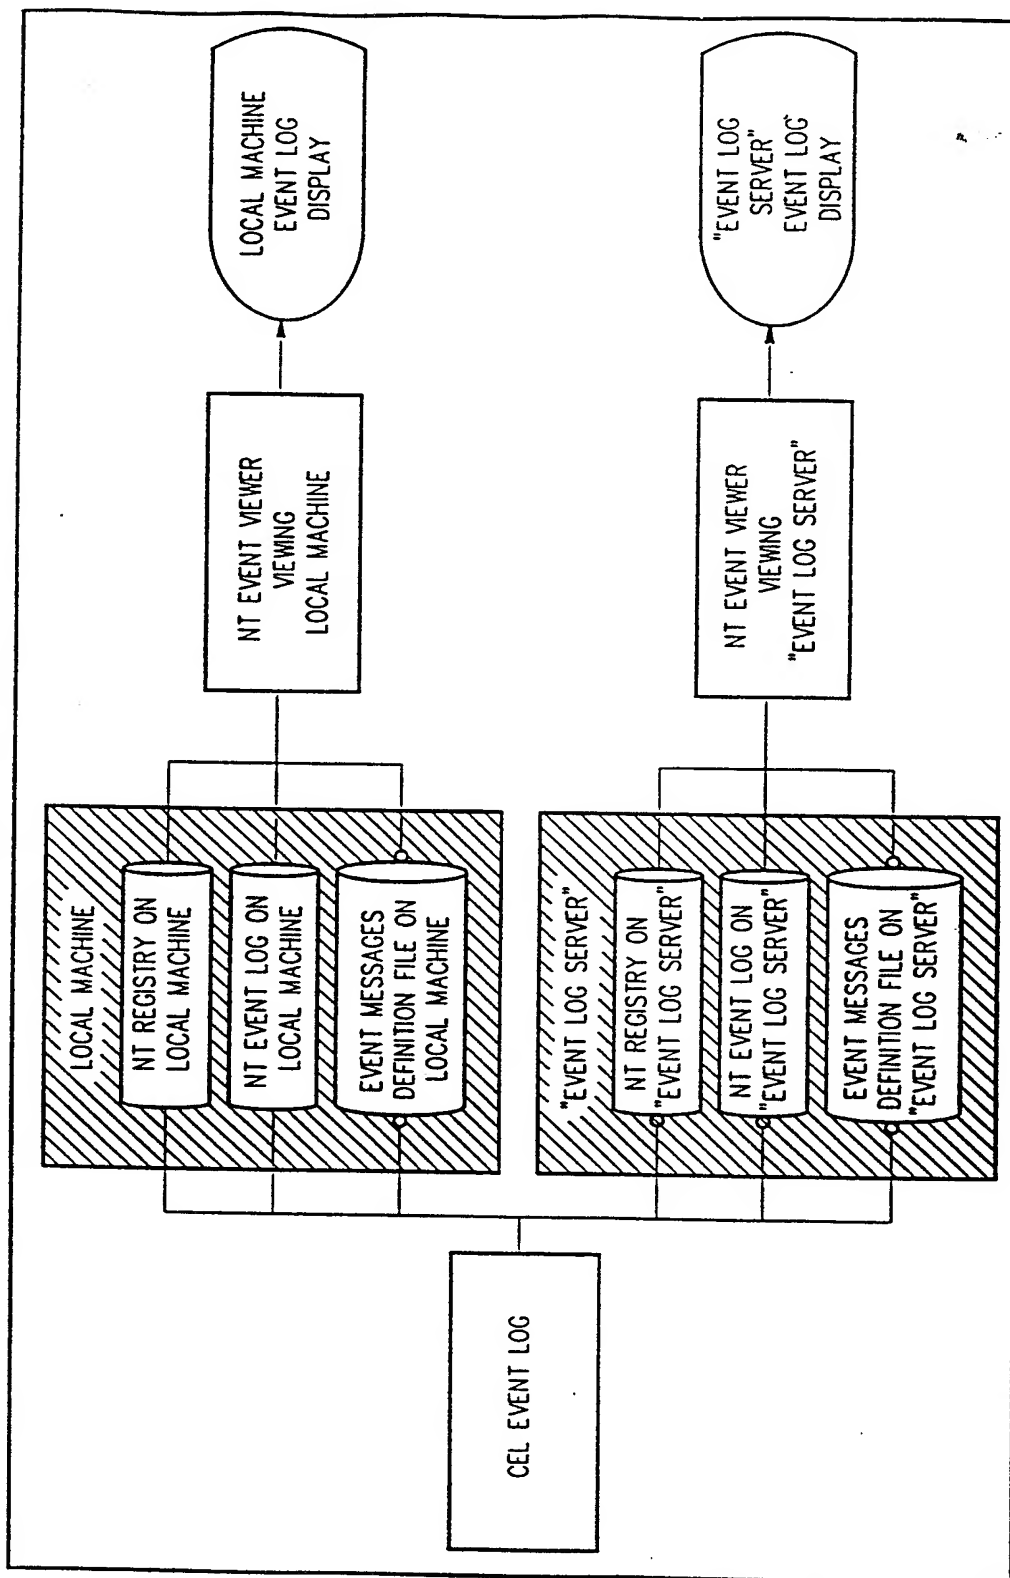 CEL EVENT LOG
LOCAL MACHINE
NT REGISTRY ON
LOCAL MACHINE
NT EVENT LOG ON
LOCAL MACHINE
EVENT MESSAGES
DEFINITION FILE ON
LOCAL MACHINE
NT EVENT VIEWER
VIEWING
LOCAL MACHINE
LOCAL MACHINE
EVENT LOG
DISPLAY
"EVENT LOG SERVER"
NT REGISTRY ON
"EVENT LOG SERVER"
NT EVENT LOG ON
"EVENT LOG SERVER"
EVENT MESSAGES
DEFINITION FILE ON
"EVENT LOG SERVER"
NT EVENT VIEWER
VIEWING
"EVENT LOG SERVER"
"EVENT LOG
SERVER"
EVENT LOG
DISPLAY